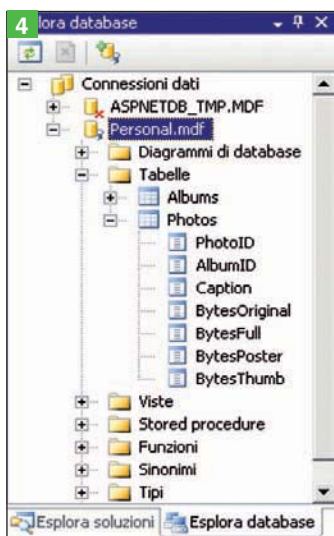 4
lora database
Connessioni dati
ASPNETDB_TMP.MDF
Personal.mdf
Diagrammi di database
Tabelle
Albums
Photos
PhotoID
AlbumID
Caption
BytesOriginal
BytesFull
BytesPoster
BytesThumb
Viste
Stored procedure
Funzioni
Sinonimi
Tipi
Esplora soluzioni Esplora database